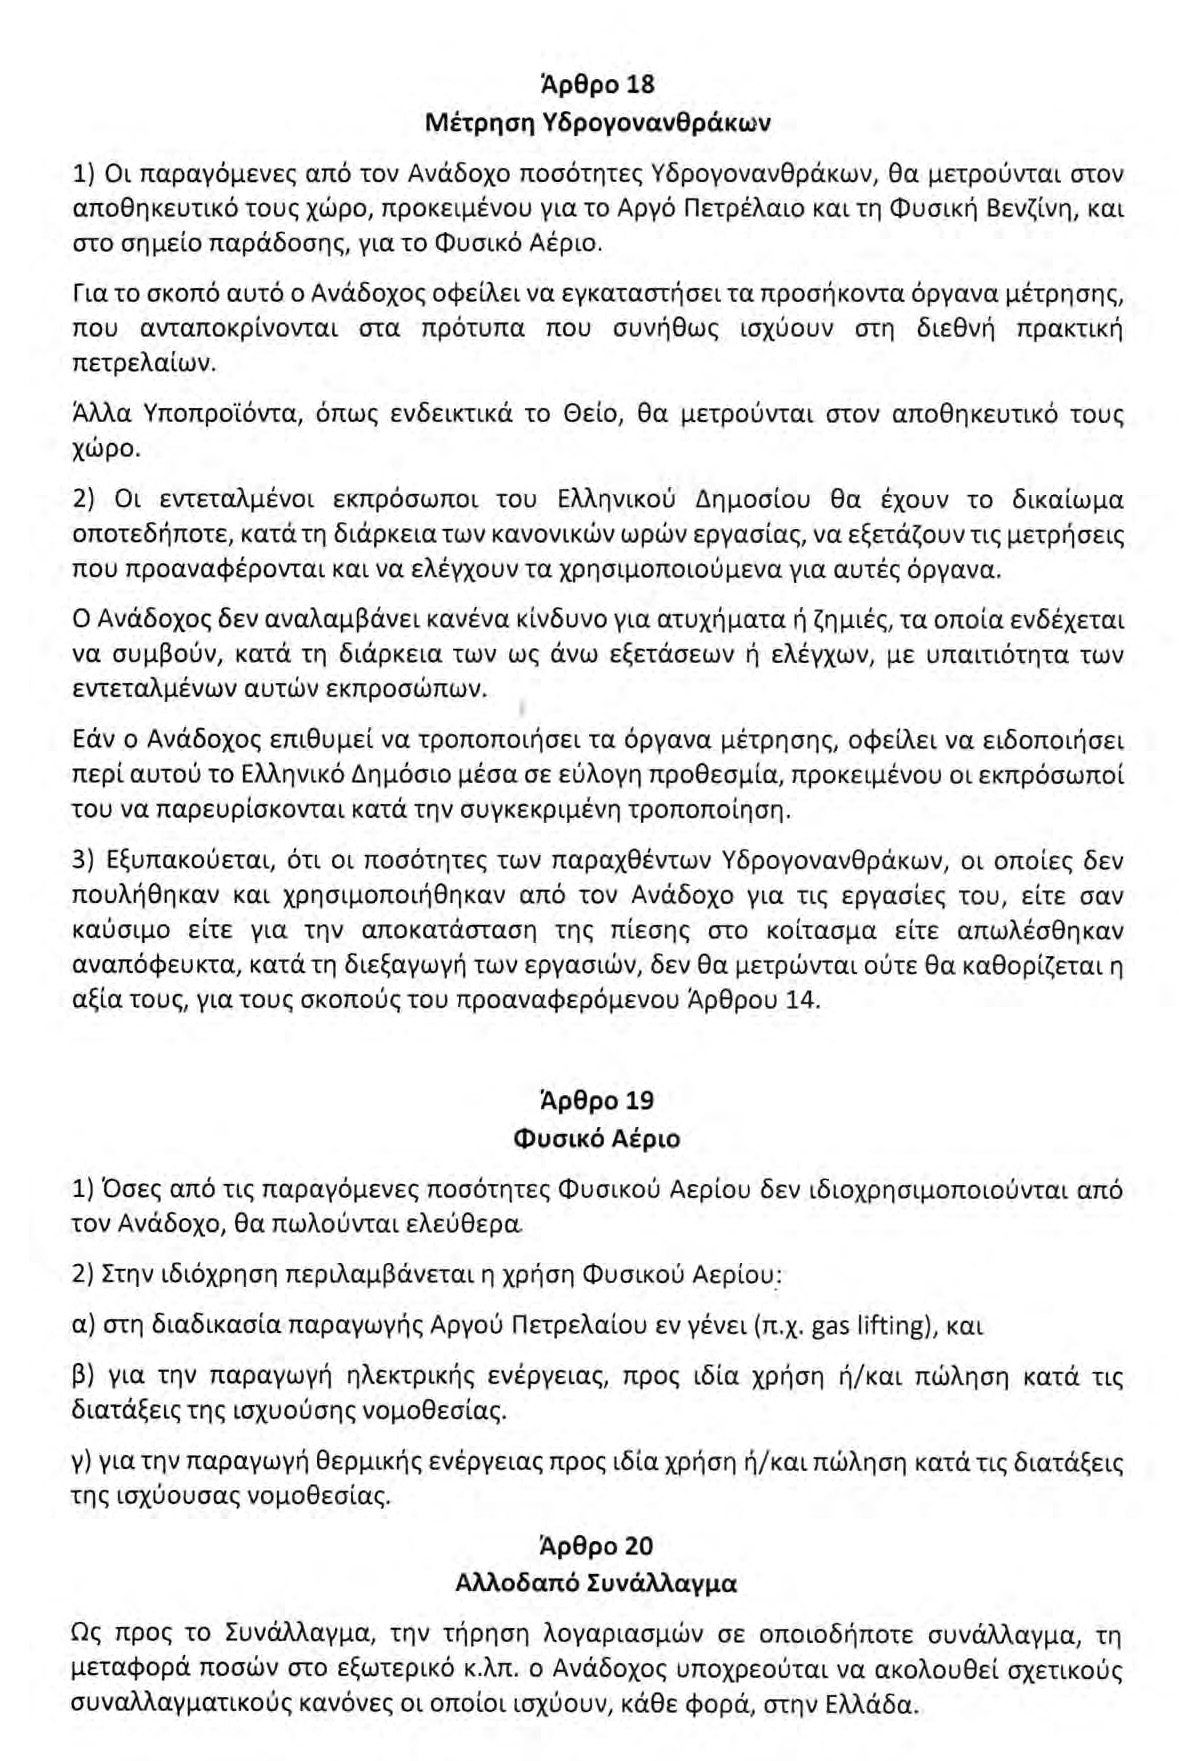 Άρθρο 18
Μέτρηση Υδρογονανθράκων
1) Οι παραγόμενες από τον Ανάδοχο ποσότητες Υδρογονανθράκων, θα μετρούνται στον
αποθηκευτικό τους χώρο, προκειμένου για το Αργό Πετρέλαιο και τη Φυσική Βενζίνη, και
στο σημείο παράδοσης, για το Φυσικό Αέριο.
Για το σκοπό αυτό ο Ανάδοχος οφείλει να εγκαταστήσει τα προσήκοντα όργανα μέτρησης,
που ανταποκρίνονται στα πρότυπα που συνήθως ισχύουν στη διεθνή πρακτική
πετρελαίων.
Άλλα Υποπροϊόντα, όπως ενδεικτικά το Θείο, θα μετρούνται στον αποθηκευτικό τους
χώρο.
2) Οι εντεταλμένοι εκπρόσωποι του Ελληνικού Δημοσίου θα έχουν το δικαίωμα
οποτεδήποτε, κατά τη διάρκεια των κανονικών ωρών εργασίας, να εξετάζουν τις μετρήσεις
που προαναφέρονται και να ελέγχουν τα χρησιμοποιούμενα για αυτές όργανα.
Ο Ανάδοχος δεν αναλαμβάνει κανένα κίνδυνο για ατυχήματα ή ζημιές, τα οποία ενδέχεται
να συμβούν, κατά τη διάρκεια των ως άνω εξετάσεων ή ελέγχων, με υπαιτιότητα των
εντεταλμένων αυτών εκπροσώπων.
Εάν ο Ανάδοχος επιθυμεί να τροποποιήσει τα όργανα μέτρησης, οφείλει να ειδοποιήσει
περί αυτού το Ελληνικό Δημόσιο μέσα σε εύλογη προθεσμία, προκειμένου οι εκπρόσωποί
του να παρευρίσκονται κατά την συγκεκριμένη τροποποίηση.
3) Εξυπακούεται, ότι οι ποσότητες των παραχθέντων Υδρογονανθράκων, οι οποίες δεν
πουλήθηκαν και χρησιμοποιήθηκαν από τον Ανάδοχο για τις εργασίες του, είτε σαν
καύσιμο είτε για την αποκατάσταση της πίεσης στο κοίτασμα είτε απωλέσθηκαν
αναπόφευκτα, κατά τη διεξαγωγή των εργασιών, δεν θα μετρώνται ούτε θα καθορίζεται η
αξία τους, για τους σκοπούς του προαναφερόμενου Άρθρου 14.
Άρθρο 19
Φυσικό Αέριο
1) Όσες από τις παραγόμενες ποσότητες Φυσικού Αερίου δεν ιδιοχρησιμοποιούνται από
τον Ανάδοχο, θα πωλούνται ελεύθερα.
2) Στην ιδιόχρηση περιλαμβάνεται η χρήση Φυσικού Αερίου:
α) στη διαδικασία παραγωγής Αργού Πετρελαίου εν γένει (π.χ. gas lifting), και
β) για την παραγωγή ηλεκτρικής ενέργειας, προς ιδία χρήση ή/και πώληση κατά τις
διατάξεις της ισχυούσης νομοθεσίας.
γ) για την παραγωγή θερμικής ενέργειας προς ιδία χρήση ή/και πώληση κατά τις διατάξεις
της ισχύουσας νομοθεσίας.
Άρθρο 20
Αλλοδαπό Συνάλλαγμα
Ως προς το Συνάλλαγμα, την τήρηση λογαριασμών σε οποιοδήποτε συνάλλαγμα, τη
μεταφορά ποσών στο εξωτερικό κ.λπ. ο Ανάδοχος υποχρεούται να ακολουθεί σχετικούς
συναλλαγματικούς κανόνες οι οποίοι ισχύουν, κάθε φορά, στην Ελλάδα.